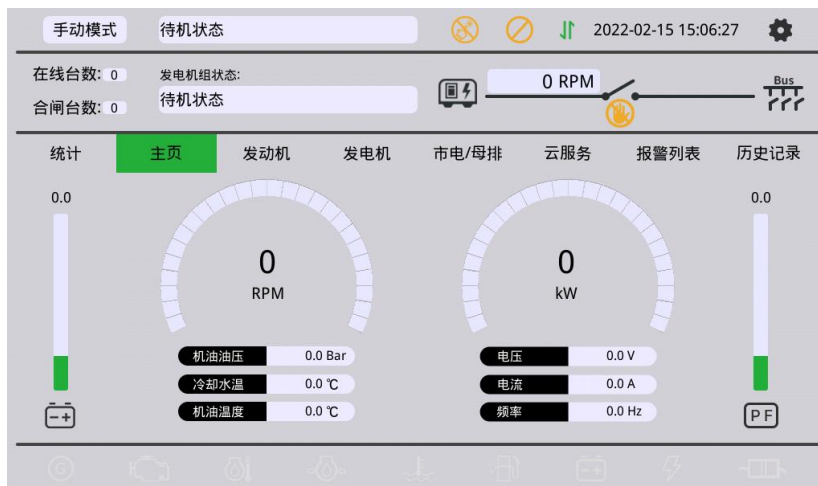 手动模式 待机状态 2022-02-15 15:06:27
在线台数: 0 发电机组状态: 0 RPM Bus
合闸台数: 0 待机状态
统计 主页 发动机 发电机 市电/母排 云服务 报警列表 历史记录
0.0 0.0
0 0
RPM kW
机油油压 0.0 Bar 电压 0.0 V
冷却水温 0.0 ℃ 电流 0.0 A
机油温度 0.0 ℃ 频率 0.0 Hz
PF
G